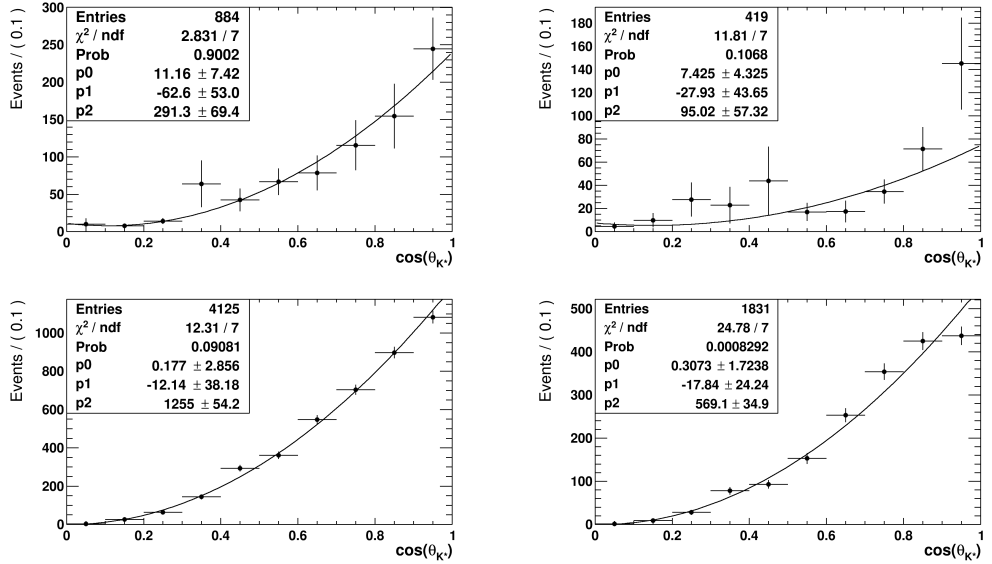 Entries 884
χ² / ndf 2.831 / 7
Prob 0.9002
p0 11.16 ± 7.42
p1 -62.6 ± 53.0
p2 291.3 ± 69.4
Events / ( 0.1 )
300
250
200
150
100
50
0
0 0.2 0.4 0.6 0.8 1
cos(θK*)
Entries 419
χ² / ndf 11.81 / 7
Prob 0.1068
p0 7.425 ± 4.325
p1 -27.93 ± 43.65
p2 95.02 ± 57.32
Events / ( 0.1 )
180
160
140
120
100
80
60
40
20
0
0 0.2 0.4 0.6 0.8 1
cos(θK*)
Entries 4125
χ² / ndf 12.31 / 7
Prob 0.09081
p0 0.177 ± 2.856
p1 -12.14 ± 38.18
p2 1255 ± 54.2
Events / ( 0.1 )
1000
800
600
400
200
0
0 0.2 0.4 0.6 0.8 1
cos(θK*)
Entries 1831
χ² / ndf 24.78 / 7
Prob 0.0008292
p0 0.3073 ± 1.7238
p1 -17.84 ± 24.24
p2 569.1 ± 34.9
Events / ( 0.1 )
500
400
300
200
100
0
0 0.2 0.4 0.6 0.8 1
cos(θK*)